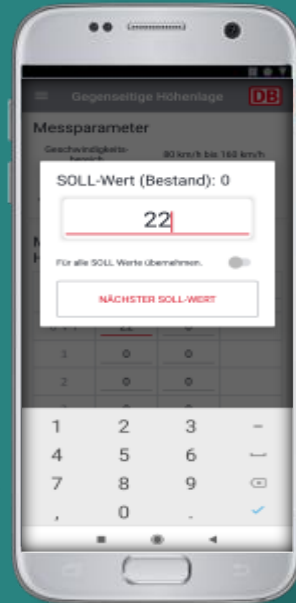 Gegenseitige Höhenlage DB
Messparameter
Geschwindigkeits-
bereich
80 km/h bis 160 km/h
SOLL-Wert (Bestand): 0
22
Für alle SOLL Werte übernehmen.
NÄCHSTER SOLL-WERT
22 0
1 0 0
2 0 0
1 2 3 -
4 5 6
7 8 9
, 0 .